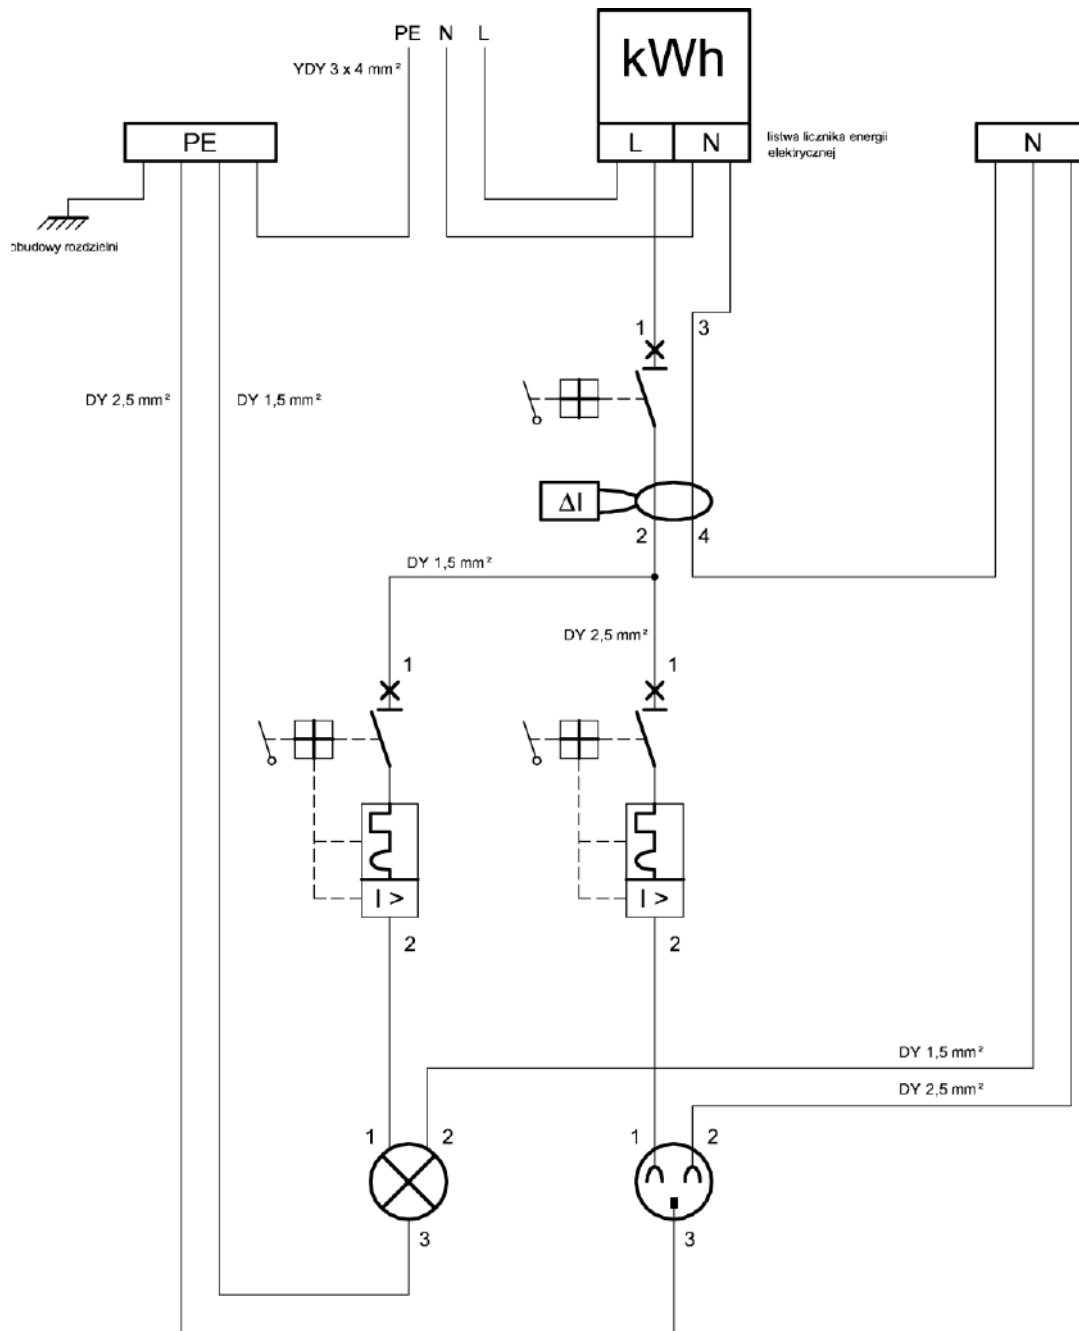 PE N L
kWh
YDY 3 x 4 mm²
PE
L N
listwa licznika energii
elektrycznej
N
obudowy rozdzielni
1 3
DY 2,5 mm²
DY 1,5 mm²
ΔI
2 4
DY 1,5 mm²
DY 2,5 mm²
1
1
I >
I >
2
2
DY 1,5 mm²
DY 2,5 mm²
1 2
1 2
3
3